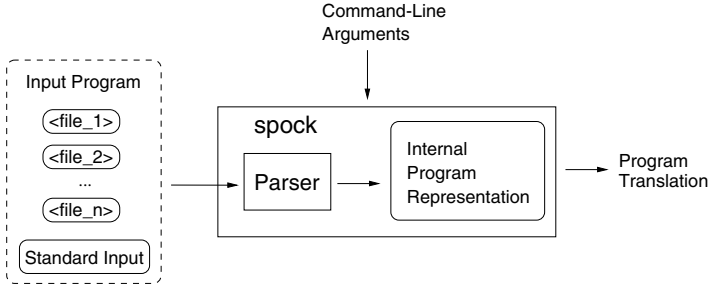 Command-Line
Arguments
Input Program
<file_1>
<file_2>
...
<file_n>
Standard Input
spock
Parser
Internal
Program
Representation
Program
Translation